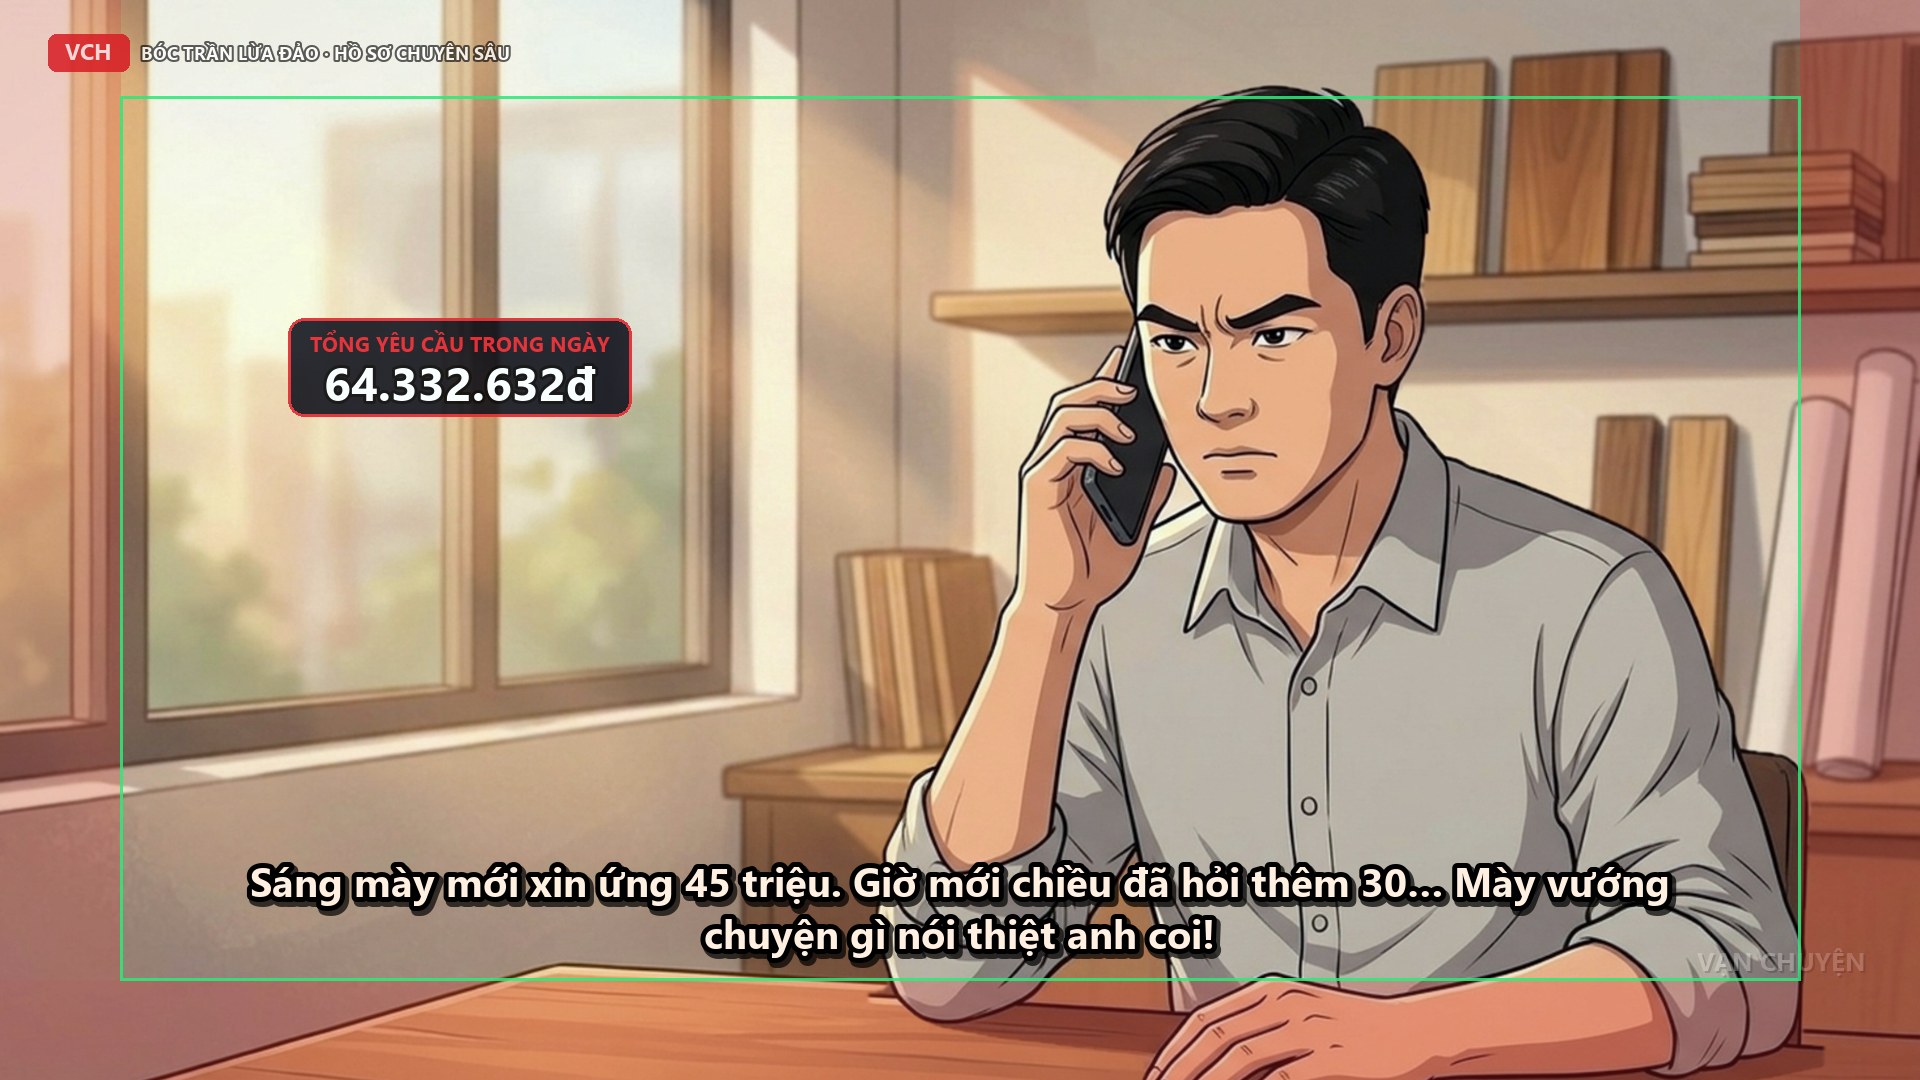 VCH
BÓC TRẦN LỪA ĐẢO · HỒ SƠ CHUYÊN SÂU
TỔNG YÊU CẦU TRONG NGÀY
64.332.632đ
Sáng mày mới xin ứng 45 triệu. Giờ mới chiều đã hỏi thêm 30... Mày vướng
chuyện gì nói thiệt anh coi!
VẠN CHUYỆN